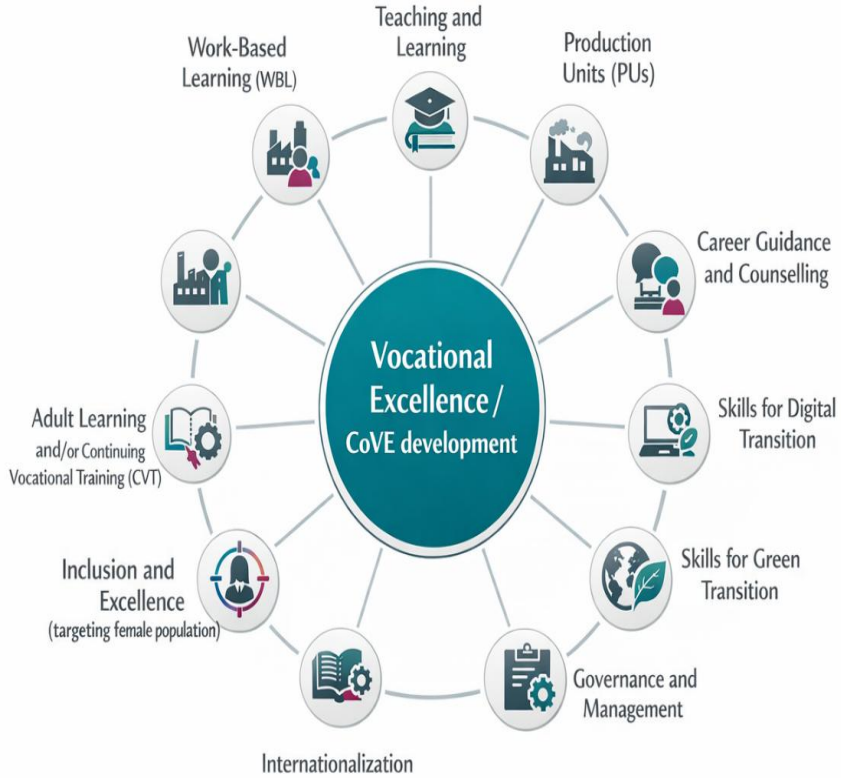 Teaching and
Learning
Production
Units (PUs)
Career Guidance
and Counselling
Skills for Digital
Transition
Skills for Green
Transition
Governance and
Management
Internationalization
Inclusion and
Excellence
(targeting female population)
Adult Learning
and/or Continuing
Vocational Training (CVT)
Work-Based
Learning (WBL)
Vocational
Excellence /
CoVE development